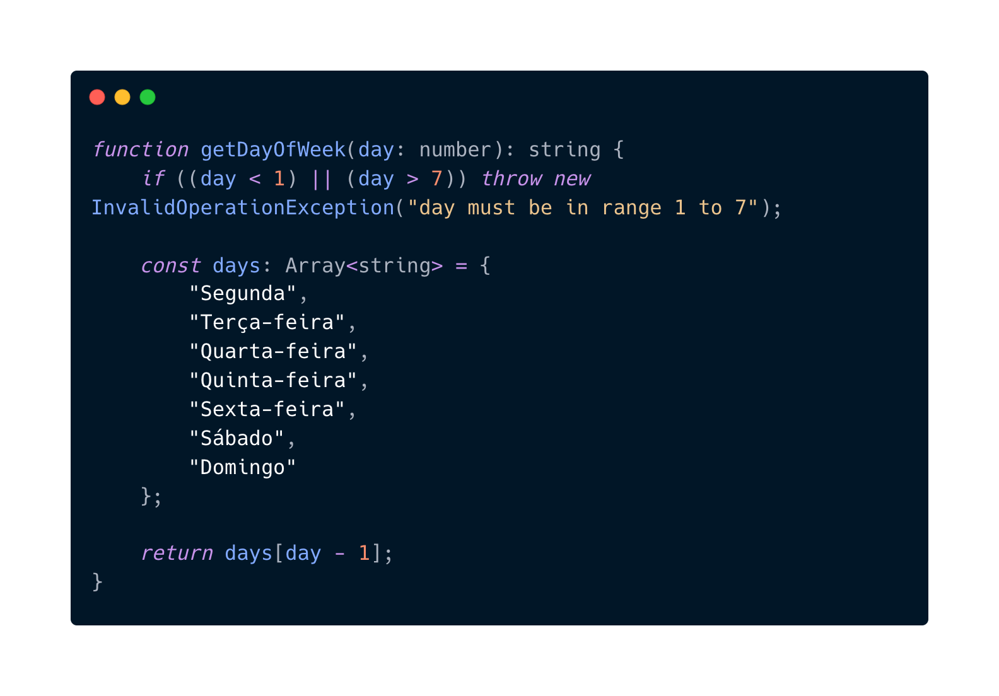 function getDayOfWeek(day: number): string {
    if ((day < 1) || (day > 7)) throw new
InvalidOperationException("day must be in range 1 to 7");

    const days: Array<string> = {
        "Segunda",
        "Terça-feira",
        "Quarta-feira",
        "Quinta-feira",
        "Sexta-feira",
        "Sábado",
        "Domingo"
    };

    return days[day - 1];
}